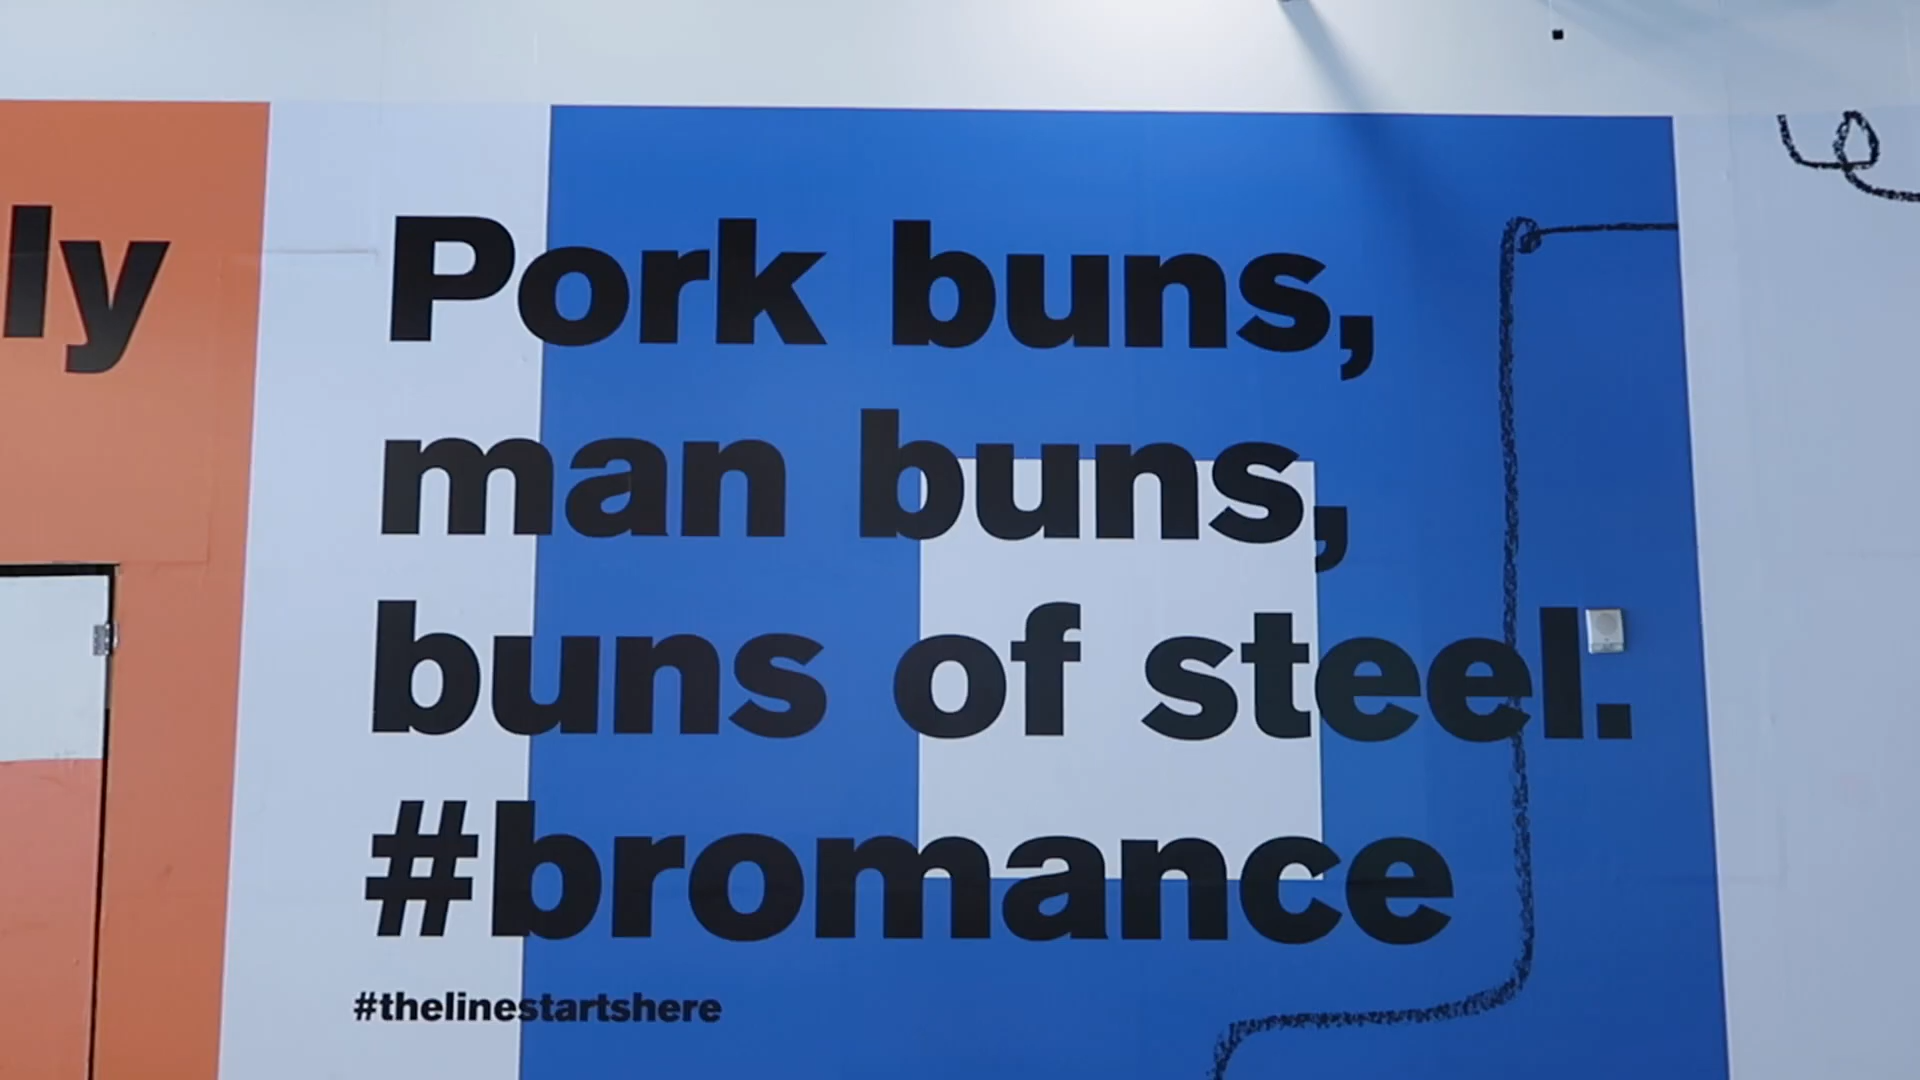 ly
Pork buns,
man buns,
buns of steel.
#bromance
#thelinestartshere